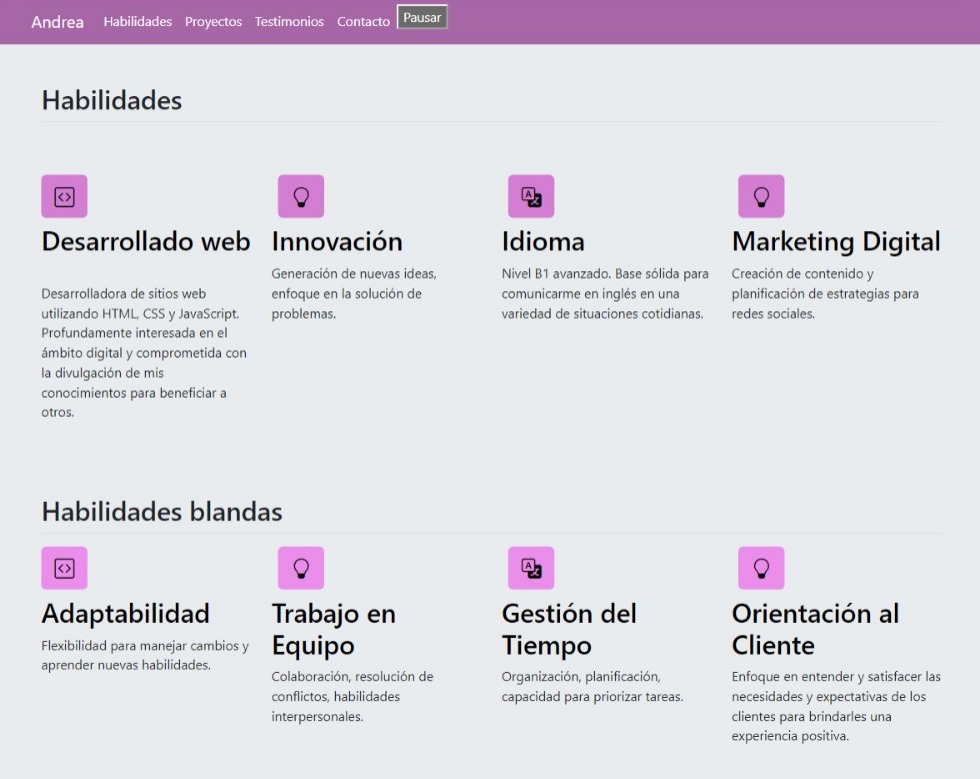 Andrea Habilidades Proyectos Testimonios Contacto Pausar
Habilidades
Desarrollado web
Desarrolladora de sitios web
utilizando HTML, CSS y JavaScript.
Profundamente interesada en el
ámbito digital y comprometida con
la divulgación de mis
conocimientos para beneficiar a
otros.
Innovación
Generación de nuevas ideas,
enfoque en la solución de
problemas.
Idioma
Nivel B1 avanzado. Base sólida para
comunicarme en inglés en una
variedad de situaciones cotidianas.
Marketing Digital
Creación de contenido y
planificación de estrategias para
redes sociales.
Habilidades blandas
Adaptabilidad
Flexibilidad para manejar cambios y
aprender nuevas habilidades.
Trabajo en
Equipo
Colaboración, resolución de
conflictos, habilidades
interpersonales.
Gestión del
Tiempo
Organización, planificación,
capacidad para priorizar tareas.
Orientación al
Cliente
Enfoque en entender y satisfacer las
necesidades y expectativas de los
clientes para brindarles una
experiencia positiva.